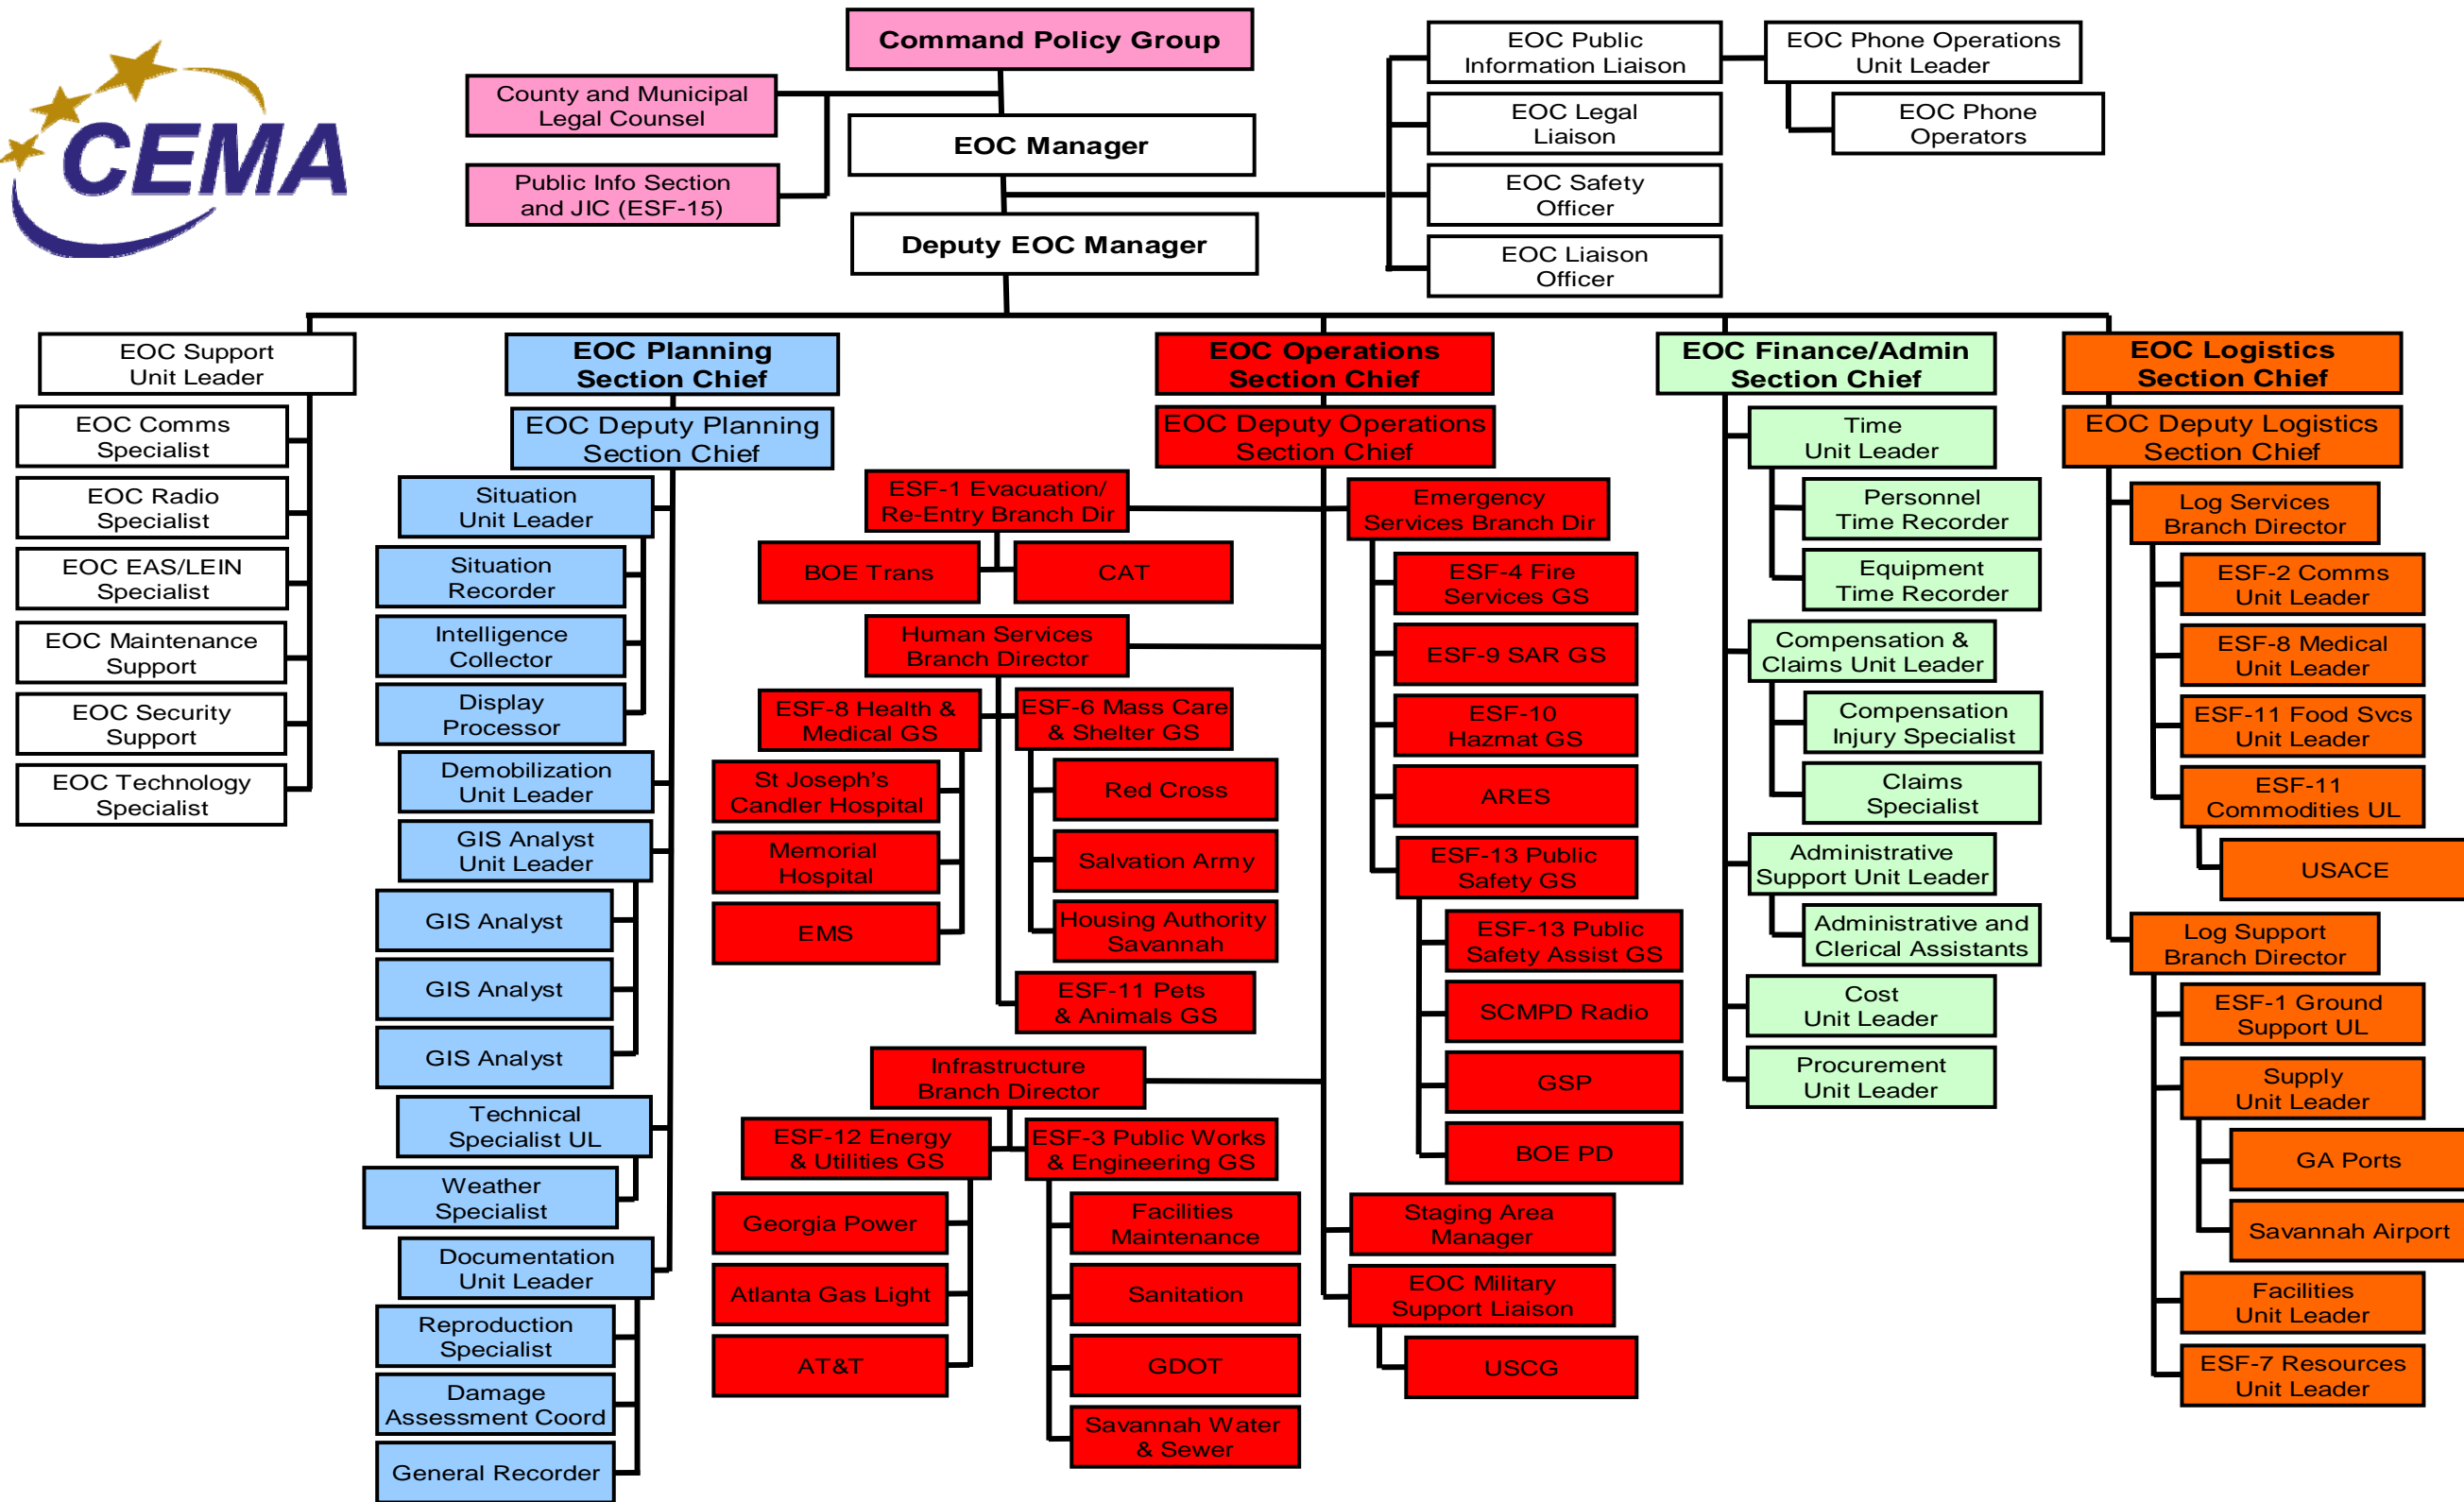 CEMA
Command Policy Group
County and Municipal
Legal Counsel
Public Info Section
and JIC (ESF-15)
EOC Manager
Deputy EOC Manager
EOC Public
Information Liaison
EOC Legal
Liaison
EOC Safety
Officer
EOC Liaison
Officer
EOC Phone Operations
Unit Leader
EOC Phone
Operators
EOC Support
Unit Leader
EOC Comms
Specialist
EOC Radio
Specialist
EOC EAS/LEIN
Specialist
EOC Maintenance
Support
EOC Security
Support
EOC Technology
Specialist
EOC Planning
Section Chief
EOC Deputy Planning
Section Chief
Situation
Unit Leader
Situation
Recorder
Intelligence
Collector
Display
Processor
Demobilization
Unit Leader
GIS Analyst
Unit Leader
GIS Analyst
GIS Analyst
GIS Analyst
Technical
Specialist UL
Weather
Specialist
Documentation
Unit Leader
Reproduction
Specialist
Damage
Assessment Coord
General Recorder
EOC Operations
Section Chief
EOC Deputy Operations
Section Chief
ESF-1 Evacuation/
Re-Entry Branch Dir
BOE Trans
CAT
Human Services
Branch Director
ESF-8 Health &
Medical GS
St Joseph's
Candler Hospital
Memorial
Hospital
EMS
ESF-6 Mass Care
& Shelter GS
Red Cross
Salvation Army
Housing Authority
Savannah
ESF-11 Pets
& Animals GS
Infrastructure
Branch Director
ESF-12 Energy
& Utilities GS
Georgia Power
Atlanta Gas Light
AT&T
ESF-3 Public Works
& Engineering GS
Facilities
Maintenance
Sanitation
GDOT
Savannah Water
& Sewer
Emergency
Services Branch Dir
ESF-4 Fire
Services GS
ESF-9 SAR GS
ESF-10
Hazmat GS
ARES
ESF-13 Public
Safety GS
ESF-13 Public
Safety Assist GS
SCMPD Radio
GSP
BOE PD
Staging Area
Manager
EOC Military
Support Liaison
USCG
EOC Finance/Admin
Section Chief
Time
Unit Leader
Personnel
Time Recorder
Equipment
Time Recorder
Compensation &
Claims Unit Leader
Compensation
Injury Specialist
Claims
Specialist
Administrative
Support Unit Leader
Administrative and
Clerical Assistants
Cost
Unit Leader
Procurement
Unit Leader
EOC Logistics
Section Chief
EOC Deputy Logistics
Section Chief
Log Services
Branch Director
ESF-2 Comms
Unit Leader
ESF-8 Medical
Unit Leader
ESF-11 Food Svcs
Unit Leader
ESF-11
Commodities UL
USACE
Log Support
Branch Director
ESF-1 Ground
Support UL
Supply
Unit Leader
GA Ports
Savannah Airport
Facilities
Unit Leader
ESF-7 Resources
Unit Leader